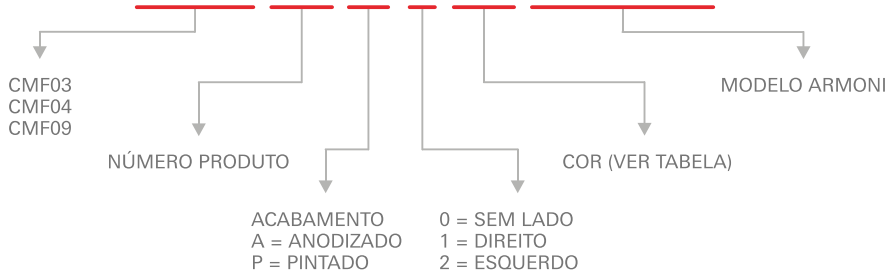 CMF03
CMF04
CMF09
MODELO ARMONI
NÚMERO PRODUTO
COR (VER TABELA)
ACABAMENTO
A = ANODIZADO
P = PINTADO
0 = SEM LADO
1 = DIREITO
2 = ESQUERDO